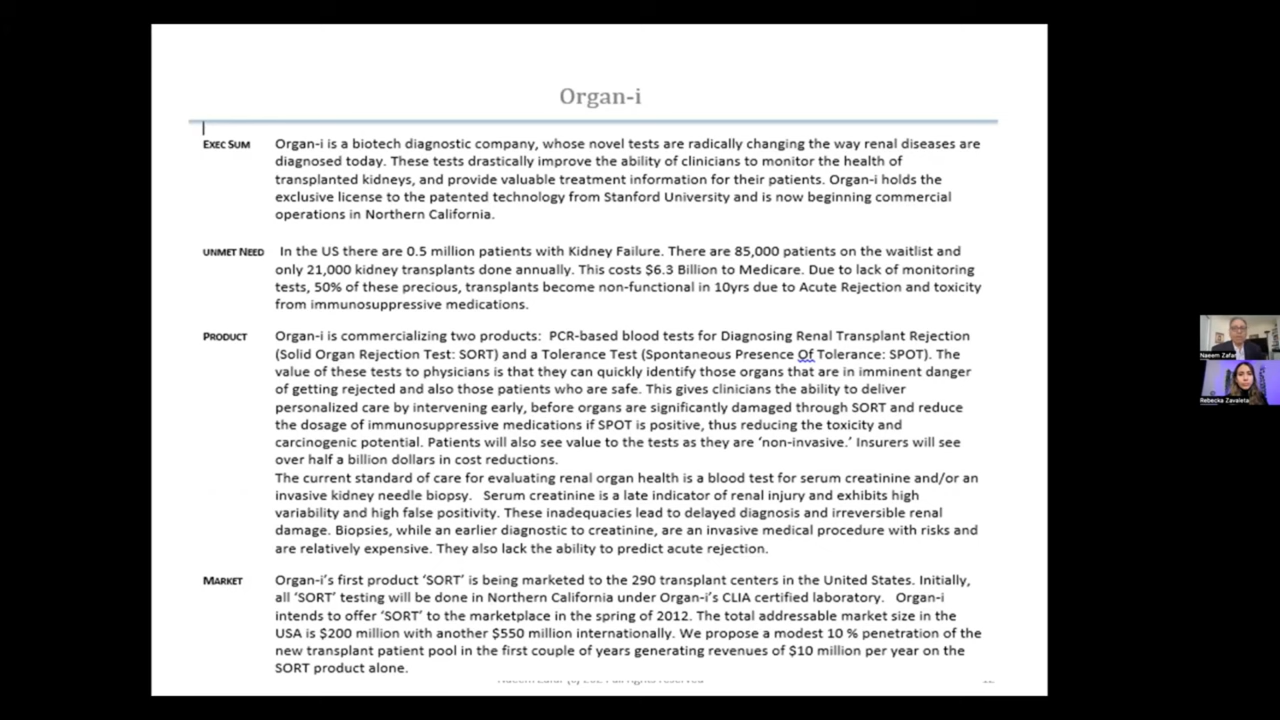 Organ-i
EXEC SUM
Organ-i is a biotech diagnostic company, whose novel tests are radically changing the way renal diseases are
diagnosed today. These tests drastically improve the ability of clinicians to monitor the health of
transplanted kidneys, and provide valuable treatment information for their patients. Organ-i holds the
exclusive license to the patented technology from Stanford University and is now beginning commercial
operations in Northern California.
UNMET NEED
In the US there are 0.5 million patients with Kidney Failure. There are 85,000 patients on the waitlist and
only 21,000 kidney transplants done annually. This costs $6.3 Billion to Medicare. Due to lack of monitoring
tests, 50% of these precious, transplants become non-functional in 10yrs due to Acute Rejection and toxicity
from immunosuppressive medications.
PRODUCT
Organ-i is commercializing two products: PCR-based blood tests for Diagnosing Renal Transplant Rejection
(Solid Organ Rejection Test: SORT) and a Tolerance Test (Spontaneous Presence Of Tolerance: SPOT). The
value of these tests to physicians is that they can quickly identify those organs that are in imminent danger
of getting rejected and also those patients who are safe. This gives clinicians the ability to deliver
personalized care by intervening early, before organs are significantly damaged through SORT and reduce
the dosage of immunosuppressive medications if SPOT is positive, thus reducing the toxicity and
carcinogenic potential. Patients will also see value to the tests as they are ‘non-invasive.’ Insurers will see
over half a billion dollars in cost reductions.
The current standard of care for evaluating renal organ health is a blood test for serum creatinine and/or an
invasive kidney needle biopsy. Serum creatinine is a late indicator of renal injury and exhibits high
variability and high false positivity. These inadequacies lead to delayed diagnosis and irreversible renal
damage. Biopsies, while an earlier diagnostic to creatinine, are an invasive medical procedure with risks and
are relatively expensive. They also lack the ability to predict acute rejection.
MARKET
Organ-i’s first product ‘SORT’ is being marketed to the 290 transplant centers in the United States. Initially,
all ‘SORT’ testing will be done in Northern California under Organ-i’s CLIA certified laboratory. Organ-i
intends to offer ‘SORT’ to the marketplace in the spring of 2012. The total addressable market size in the
USA is $200 million with another $550 million internationally. We propose a modest 10 % penetration of the
new transplant patient pool in the first couple of years generating revenues of $10 million per year on the
SORT product alone.
Naeem Zafar
Rebecka Zavaleta